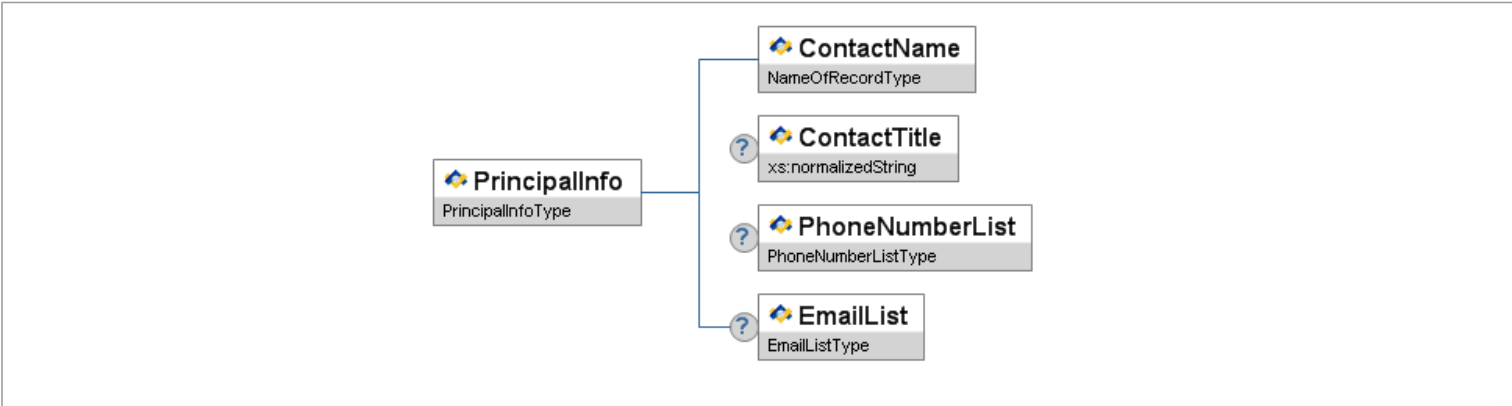 ContactName
NameOfRecordType
?
ContactTitle
xs:normalizedString
PrincipalInfo
PrincipalInfoType
?
PhoneNumberList
PhoneNumberListType
?
EmailList
EmailListType